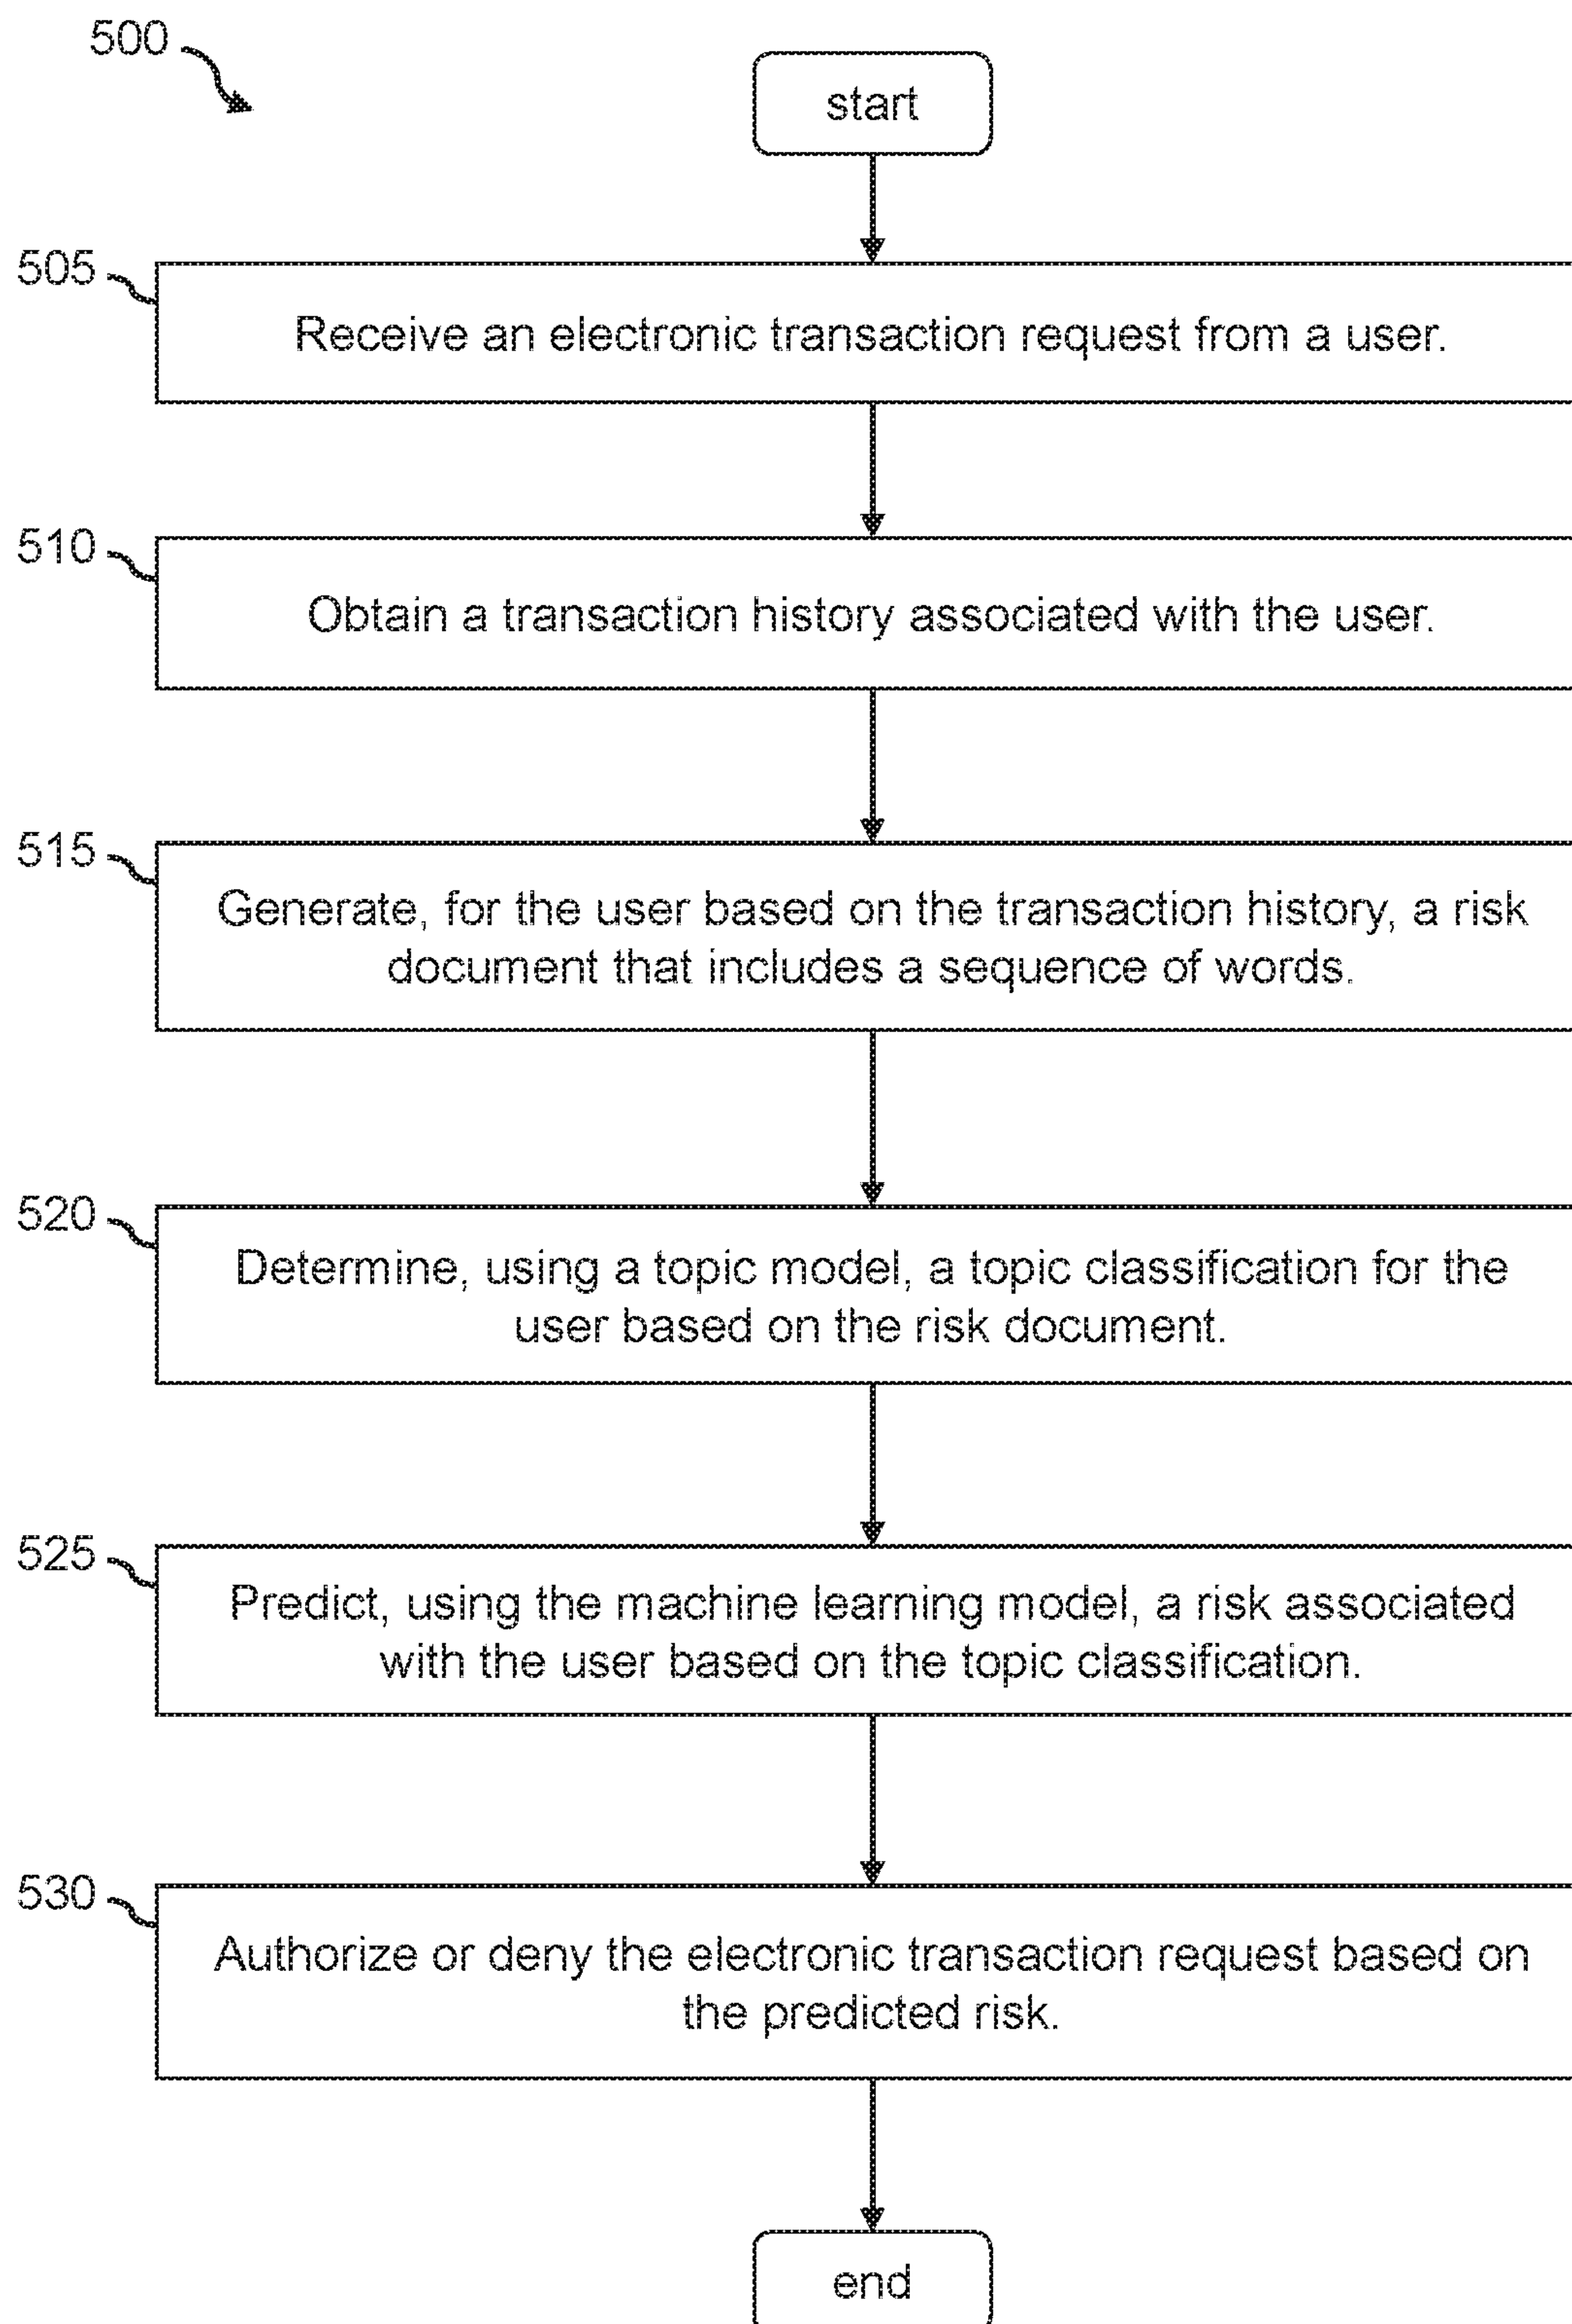 500
start
505
Receive an electronic transaction request from a user.
510
Obtain a transaction history associated with the user.
515
Generate, for the user based on the transaction history, a risk
document that includes a sequence of words.
520
Determine, using a topic model, a topic classification for the
user based on the risk document.
525
Predict, using the machine learning model, a risk associated
with the user based on the topic classification.
530
Authorize or deny the electronic transaction request based on
the predicted risk.
end